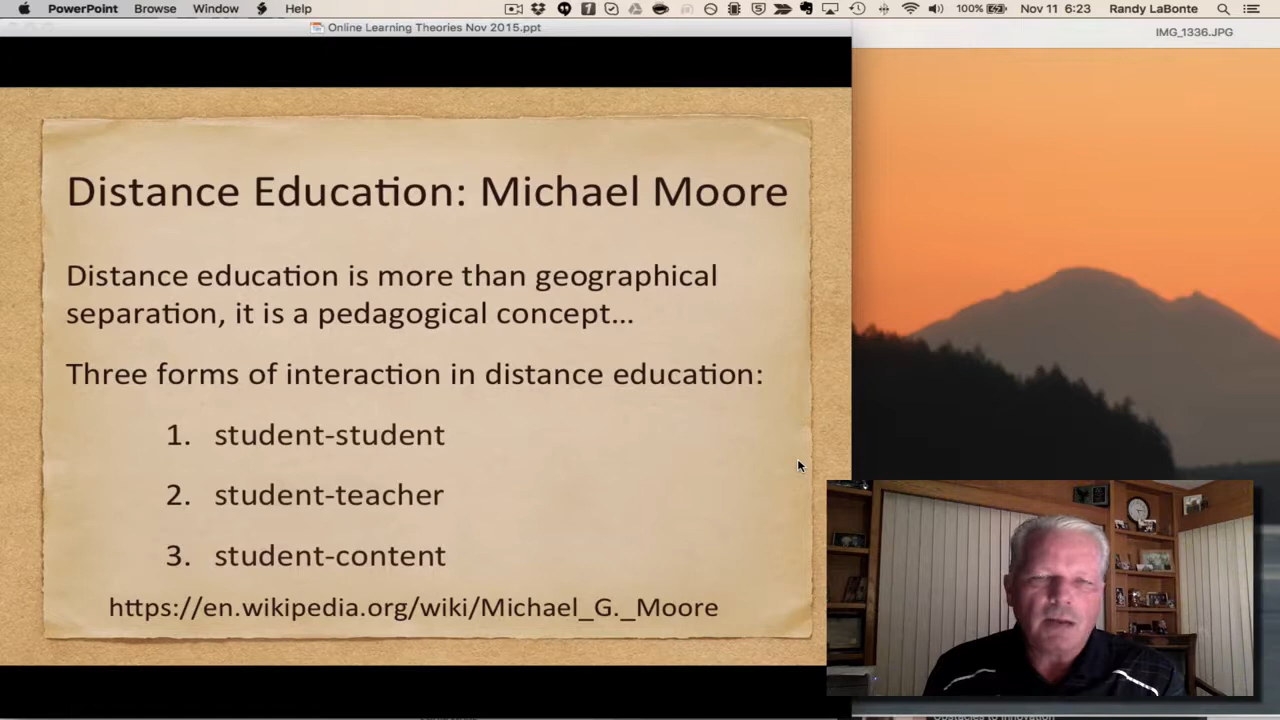 PowerPoint Browse Window Help 100% Nov 11 6:23 Randy LaBonte
Online Learning Theories Nov 2015.ppt
IMG_1336.JPG
Distance Education: Michael Moore
Distance education is more than geographical
separation, it is a pedagogical concept...
Three forms of interaction in distance education:
1. student-student
2. student-teacher
3. student-content
https://en.wikipedia.org/wiki/Michael_G._Moore
Obstacles to Innovation